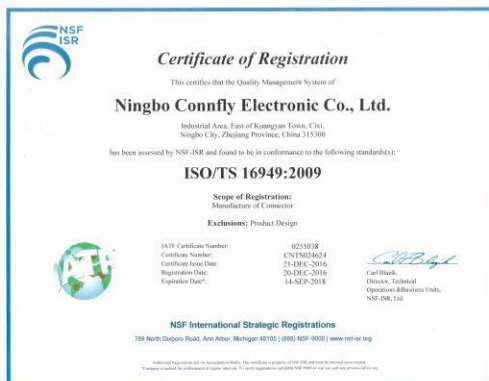 NSF
ISR
Certificate of Registration
This certifies that the Quality Management System of
Ningbo Connfly Electronic Co., Ltd.
Industrial Area, East of Kuangyan Town, Cixi,
Ningbo City, Zhejiang Province, China 315300
has been assessed by NSF-ISR and found to be in conformance to the following standards(s):
ISO/TS 16949:2009
Scope of Registration:
Manufacture of Connector
Exclusions: Product Design
IATF Certificate Number: 0255038
Certificate Number: CNTS024624
Certificate Issue Date: 21-DEC-2016
Registration Date: 20-DEC-2016
Expiration Date*: 14-SEP-2018
IATF
Carl Blazik,
Director, Technical
Operations &Business Units,
NSF-ISR, Ltd.
NSF International Strategic Registrations
789 North Dixboro Road, Ann Arbor, Michigan 48105 | (888) NSF-9000 | www.nsf-isr.org